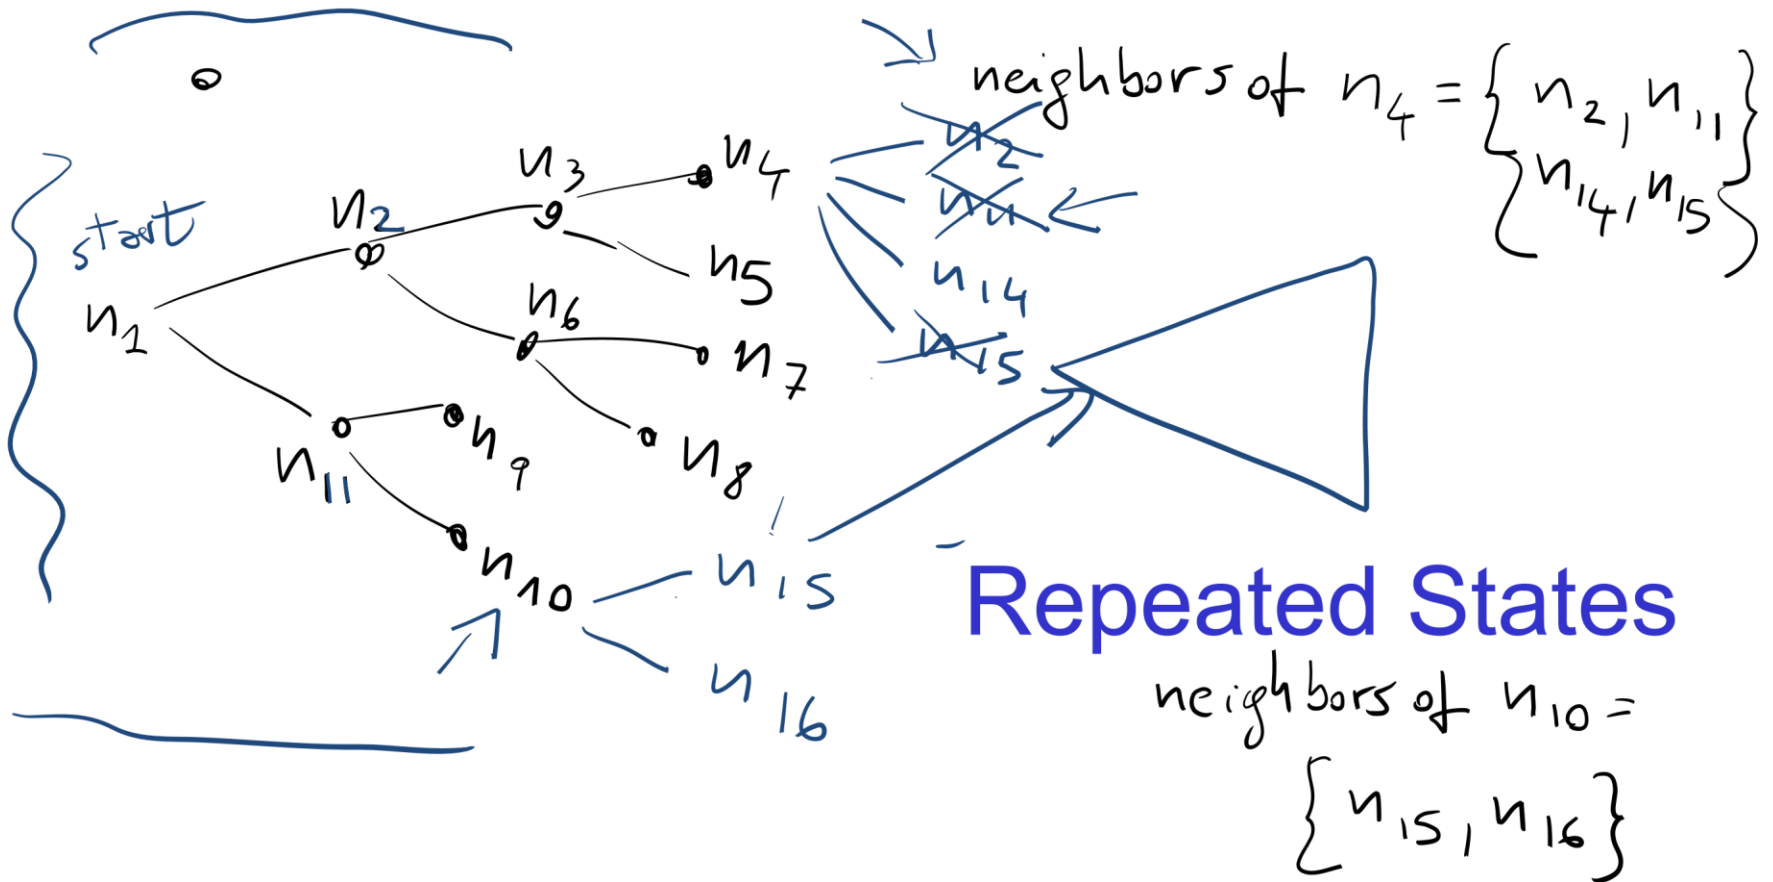 neighbors of n4 = { n2, n11
n14, n15 }
n2
n11
n14
n15
start
n1
n2
n3
n4
n5
n6
n7
n8
n11
n9
n10
n15
n16
Repeated States
neighbors of n10 =
{ n15, n16 }